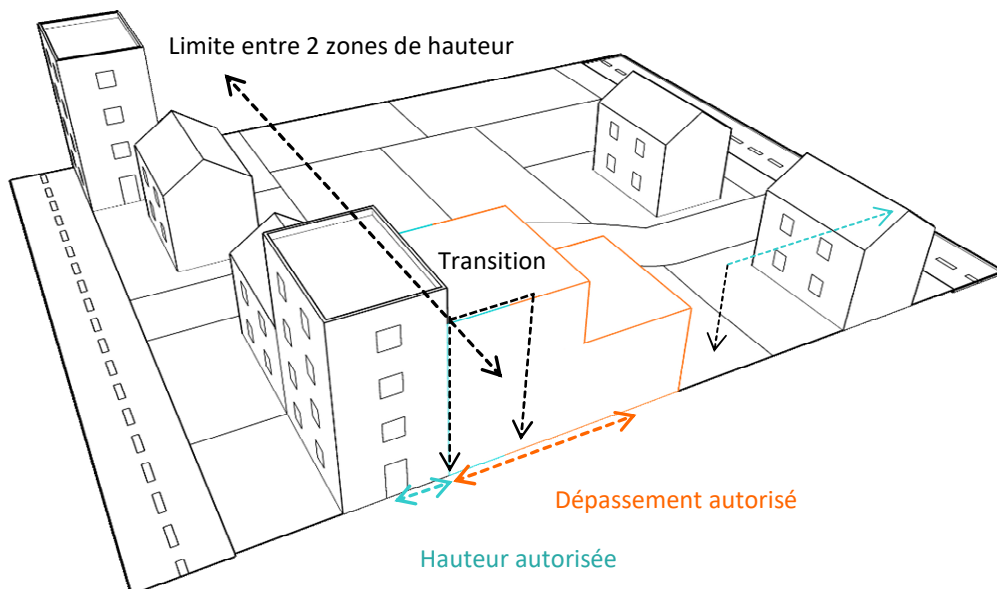 Limite entre 2 zones de hauteur
Transition
Dépassement autorisé
Hauteur autorisée